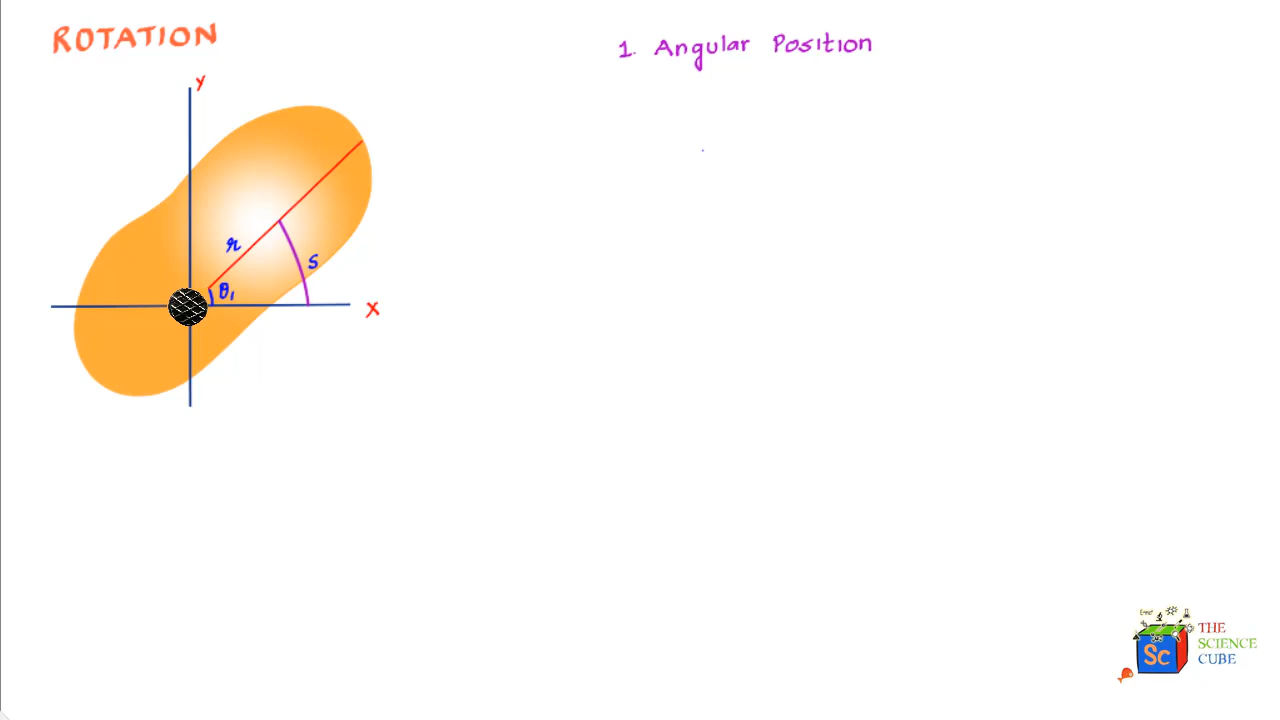 ROTATION
1. Angular Position
Y
r
S
θ₁
X
Sc
THE
SCIENCE
CUBE